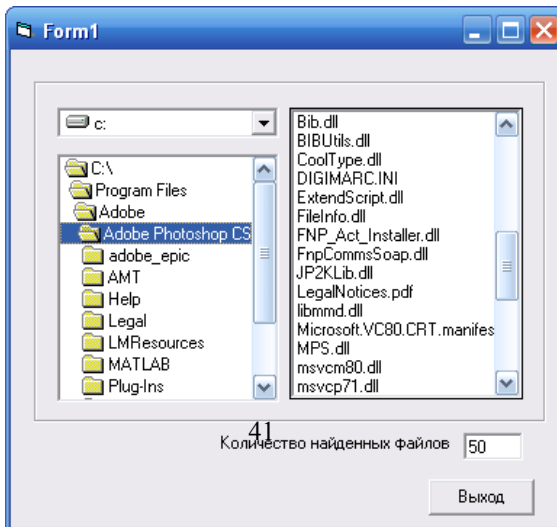 Form1
c:
C:\
Program Files
Adobe
Adobe Photoshop CS
adobe_epic
AMT
Help
Legal
LMResources
MATLAB
Plug-Ins
Bib.dll
BIBUtils.dll
CoolType.dll
DIGIMARC.INI
ExtendScript.dll
FileInfo.dll
FNP_Act_Installer.dll
FnpCommsSoap.dll
JP2KLib.dll
LegalNotices.pdf
libmmd.dll
Microsoft.VC80.CRT.manifes
MPS.dll
msvcm80.dll
msvcp71.dll
41
Количество найденных файлов 50
Выход